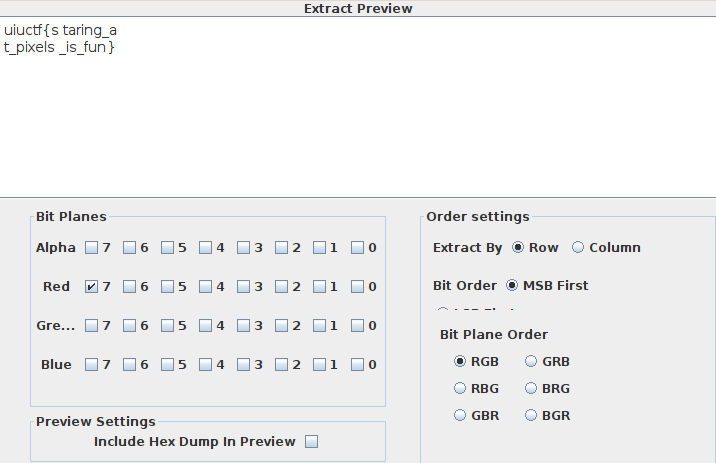 Extract Preview
uiuctf{s taring_a
t_pixels _is_fun}
Bit Planes
Alpha 7 6 5 4 3 2 1 0
Red 7 6 5 4 3 2 1 0
Gre... 7 6 5 4 3 2 1 0
Blue 7 6 5 4 3 2 1 0
Preview Settings
Include Hex Dump In Preview
Order settings
Extract By Row Column
Bit Order MSB First
Bit Plane Order
RGB GRB
RBG BRG
GBR BGR